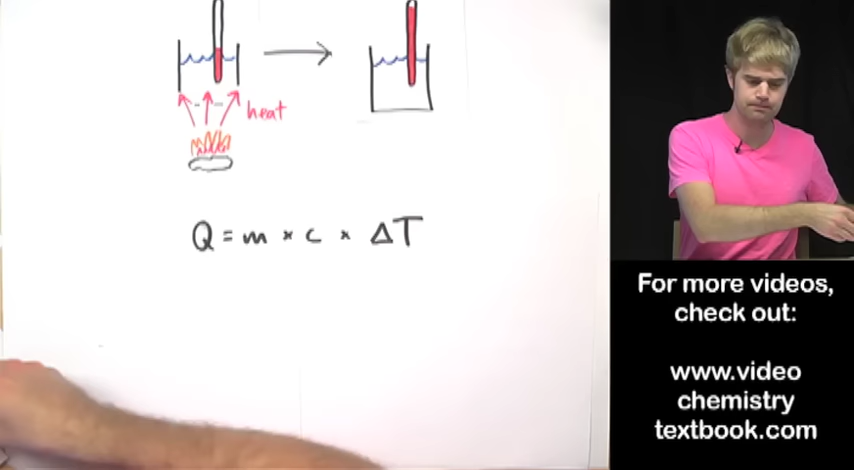 heat
Q = m × c × ΔT
For more videos,
check out:
www.video
chemistry
textbook.com